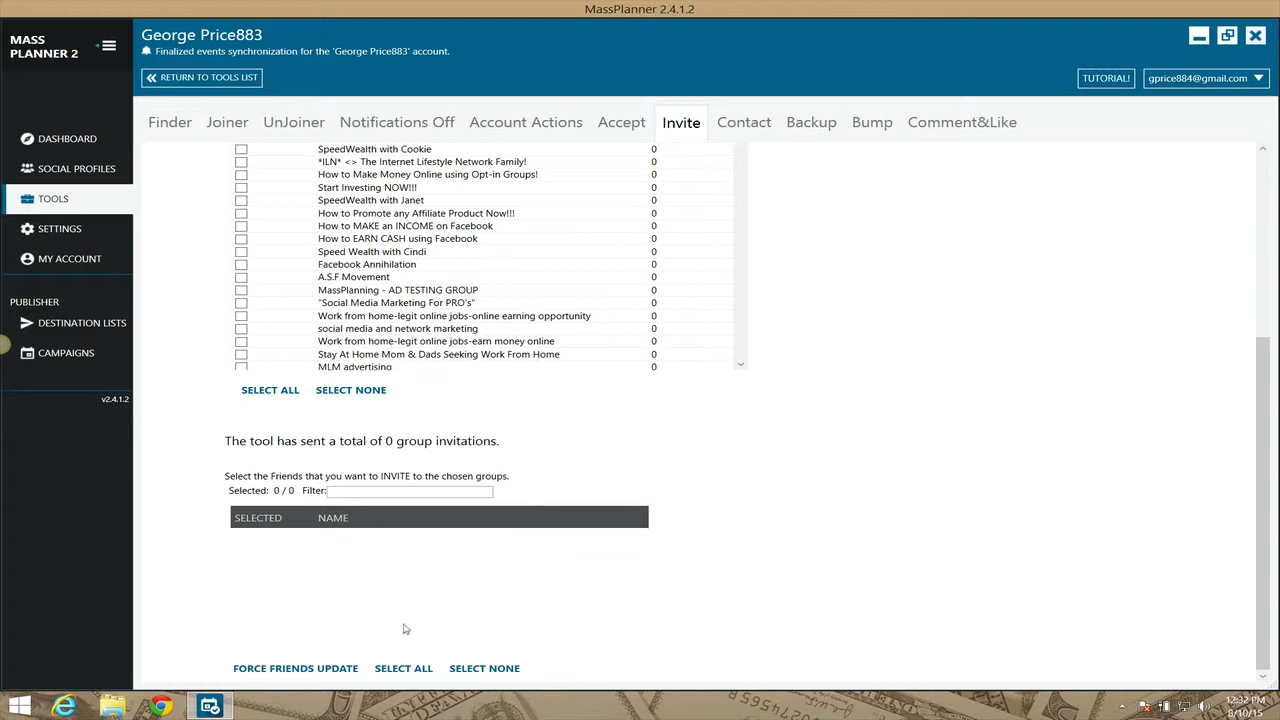 MassPlanner 2.4.1.2
MASS
PLANNER 2
George Price883
Finalized events synchronization for the 'George Price883' account.
RETURN TO TOOLS LIST
TUTORIAL!
gprice884@gmail.com
Finder Joiner UnJoiner Notifications Off Account Actions Accept Invite Contact Backup Bump Comment&Like
DASHBOARD
SOCIAL PROFILES
TOOLS
SETTINGS
MY ACCOUNT
PUBLISHER
DESTINATION LISTS
CAMPAIGNS
v2.4.1.2
SpeedWealth with Cookie 0
*ILN* <> The Internet Lifestyle Network Family! 0
How to Make Money Online using Opt-in Groups! 0
Start Investing NOW!!! 0
SpeedWealth with Janet 0
How to Promote any Affiliate Product Now!!! 0
How to MAKE an INCOME on Facebook 0
How to EARN CASH using Facebook 0
Speed Wealth with Cindi 0
Facebook Annihilation 0
A.S.F Movement 0
MassPlanning - AD TESTING GROUP 0
"Social Media Marketing For PRO's" 0
Work from home-legit online jobs-online earning opportunity 0
social media and network marketing 0
Work from home-legit online jobs-earn money online 0
Stay At Home Mom & Dads Seeking Work From Home 0
MLM advertising 0
SELECT ALL SELECT NONE
The tool has sent a total of 0 group invitations.
Select the Friends that you want to INVITE to the chosen groups.
Selected: 0 / 0 Filter:
SELECTED NAME
FORCE FRIENDS UPDATE SELECT ALL SELECT NONE
12:32 PM
8/10/15